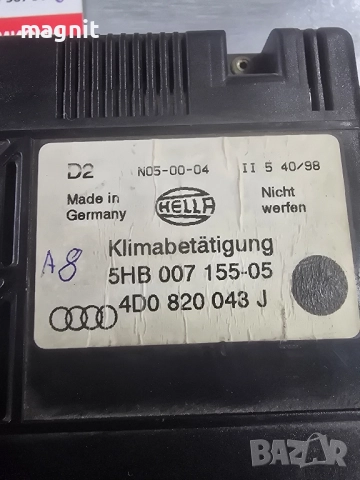 magnit
D2 N05-00-04 II 5 40/98
Made in Germany
HELLA
Nicht werfen
A8
Klimabetätigung
5HB 007 155-05
4D0 820 043 J
BAZAR